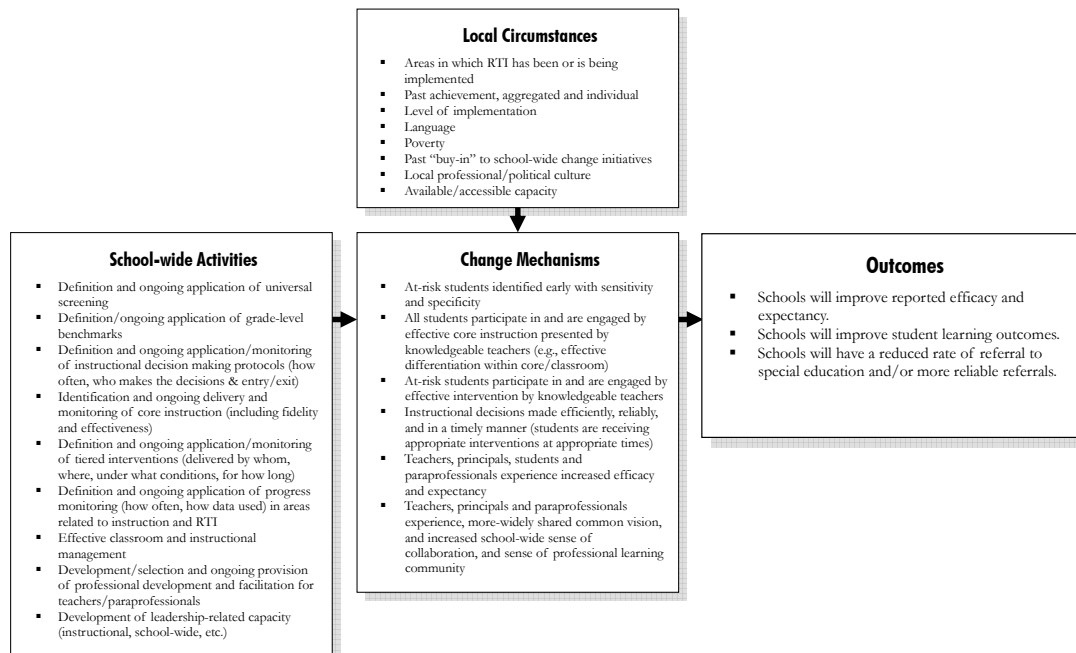 Local Circumstances
▪ Areas in which RTI has been or is being
implemented
▪ Past achievement, aggregated and individual
▪ Level of implementation
▪ Language
▪ Poverty
▪ Past “buy-in” to school-wide change initiatives
▪ Local professional/political culture
▪ Available/accessible capacity
School-wide Activities
▪ Definition and ongoing application of universal
screening
▪ Definition/ongoing application of grade-level
benchmarks
▪ Definition and ongoing application/monitoring
of instructional decision making protocols (how
often, who makes the decisions & entry/exit)
▪ Identification and ongoing delivery and
monitoring of core instruction (including fidelity
and effectiveness)
▪ Definition and ongoing application/monitoring
of tiered interventions (delivered by whom,
where, under what conditions, for how long)
▪ Definition and ongoing application of progress
monitoring (how often, how data used) in areas
related to instruction and RTI
▪ Effective classroom and instructional
management
▪ Development/selection and ongoing provision
of professional development and facilitation for
teachers/paraprofessionals
▪ Development of leadership-related capacity
(instructional, school-wide, etc.)
Change Mechanisms
▪ At-risk students identified early with sensitivity
and specificity
▪ All students participate in and are engaged by
effective core instruction presented by
knowledgeable teachers (e.g., effective
differentiation within core/classroom)
▪ At-risk students participate in and are engaged by
effective intervention by knowledgeable teachers
▪ Instructional decisions made efficiently, reliably,
and in a timely manner (students are receiving
appropriate interventions at appropriate times)
▪ Teachers, principals, students and
paraprofessionals experience increased efficacy
and expectancy
▪ Teachers, principals and paraprofessionals
experience, more-widely shared common vision,
and increased school-wide sense of
collaboration, and sense of professional learning
community
Outcomes
▪ Schools will improve reported efficacy and
expectancy.
▪ Schools will improve student learning outcomes.
▪ Schools will have a reduced rate of referral to
special education and/or more reliable referrals.